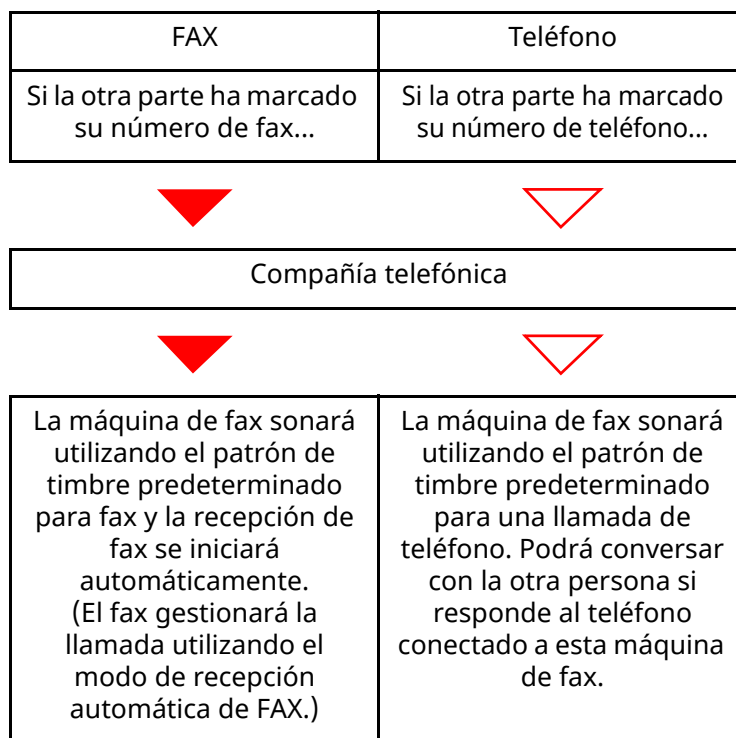 FAX
Teléfono
Si la otra parte ha marcado
su número de fax...
Si la otra parte ha marcado
su número de teléfono...
Compañía telefónica
La máquina de fax sonará
utilizando el patrón de
timbre predeterminado
para fax y la recepción de
fax se iniciará
automáticamente.
(El fax gestionará la
llamada utilizando el
modo de recepción
automática de FAX.)
La máquina de fax sonará
utilizando el patrón de
timbre predeterminado
para una llamada de
teléfono. Podrá conversar
con la otra persona si
responde al teléfono
conectado a esta máquina
de fax.